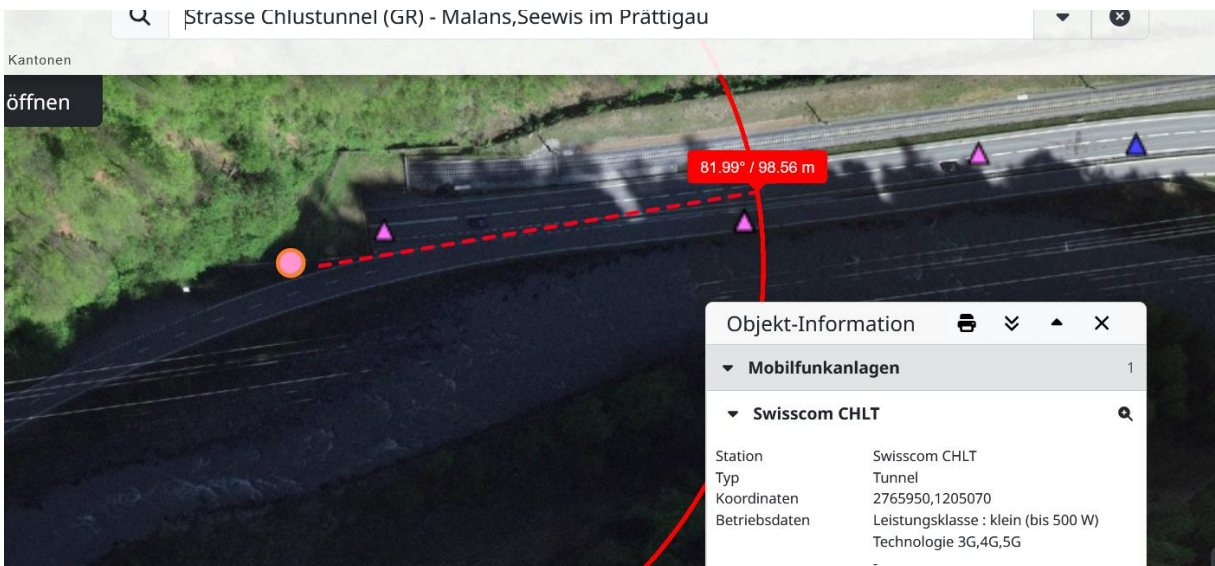 Strasse Chlustunnel (GR) - Malans,Seewis im Prättigau
Kantonen
öffnen
81.99° / 98.56 m
Objekt-Information
Mobilfunkanlagen 1
Swisscom CHLT
Station Swisscom CHLT
Typ Tunnel
Koordinaten 2765950,1205070
Betriebsdaten Leistungsklasse : klein (bis 500 W)
Technologie 3G,4G,5G
-